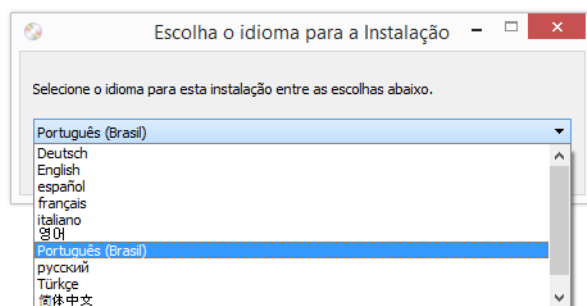 Escolha o idioma para a Instalação
Selecione o idioma para esta instalação entre as escolhas abaixo.
Português (Brasil)
Deutsch
English
español
français
italiano
영어
Português (Brasil)
русский
Türkçe
简体中文